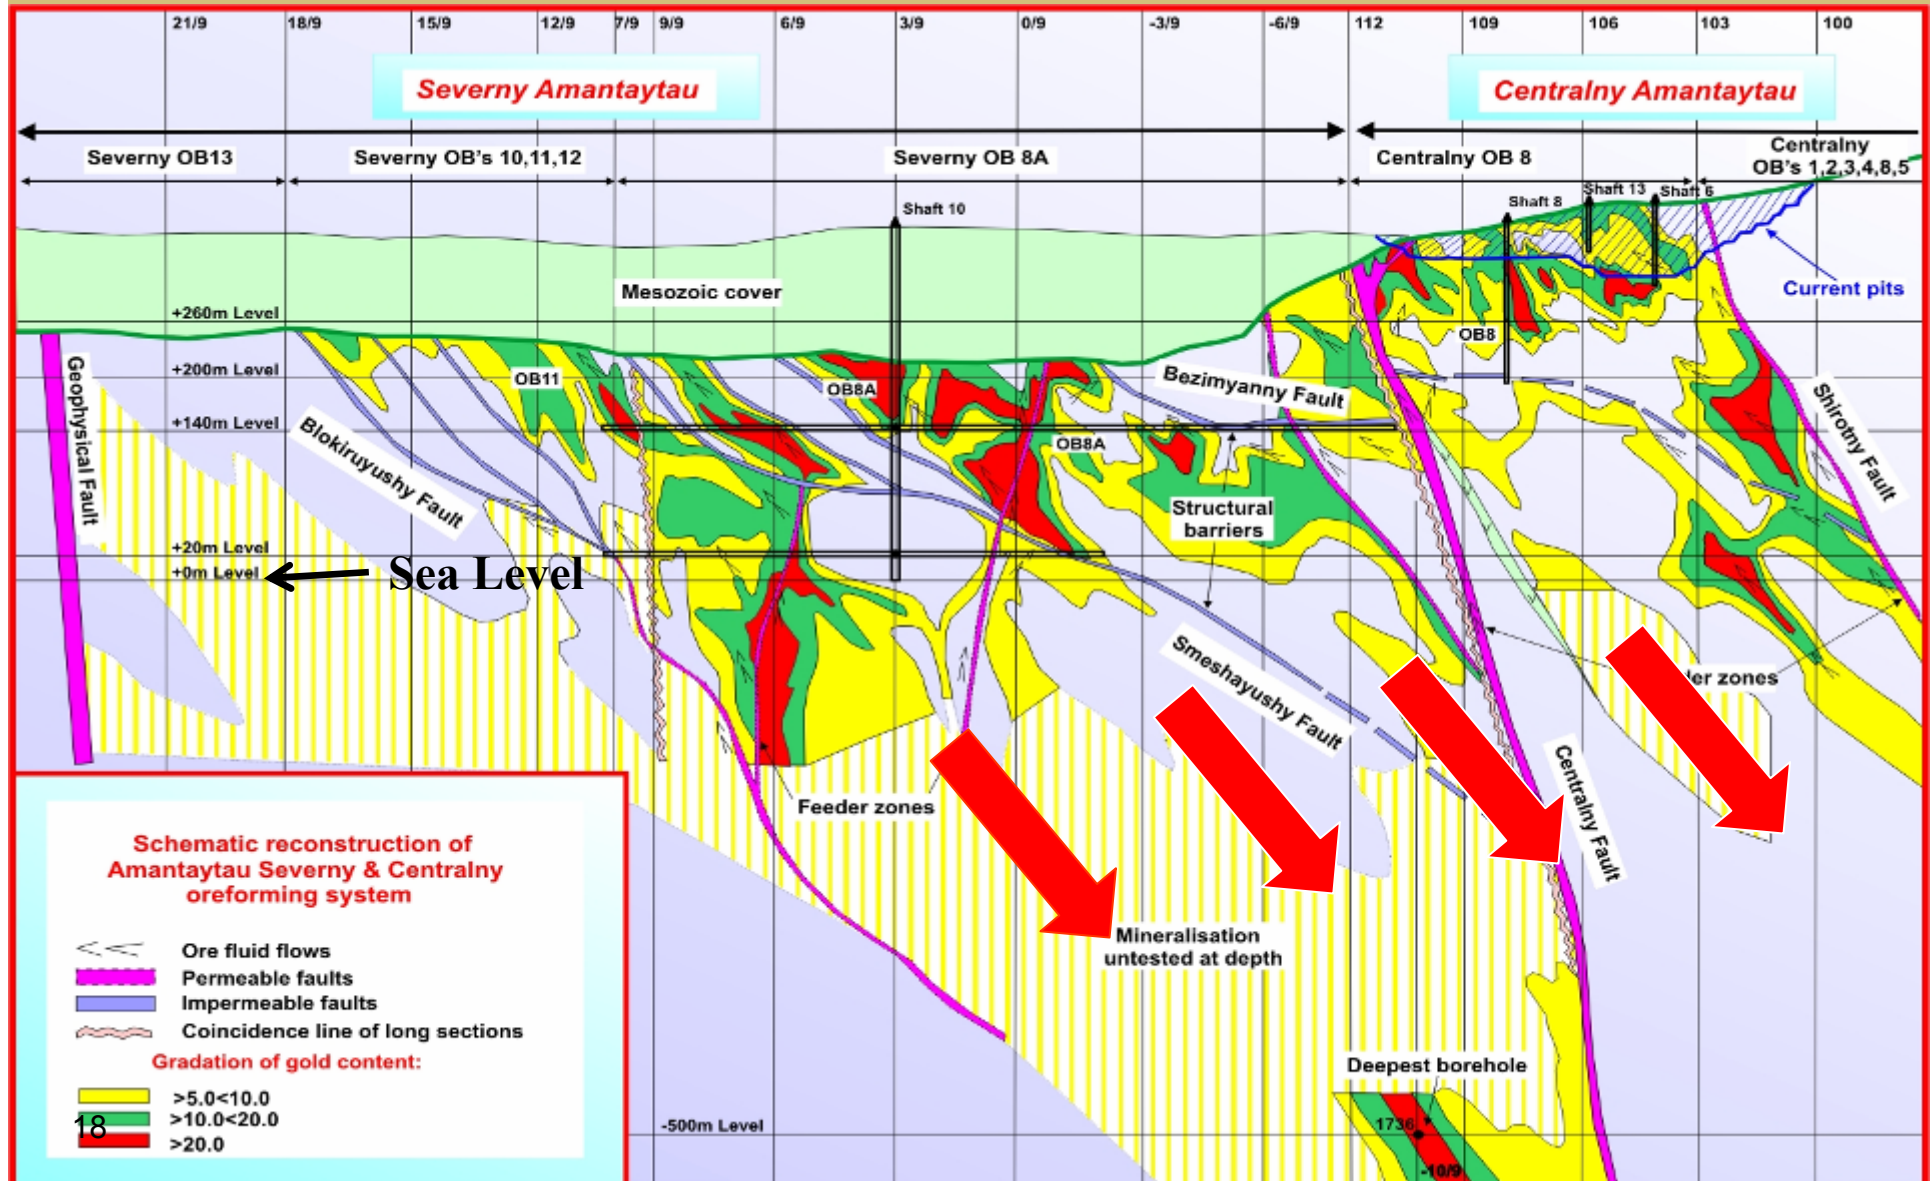 21/9 18/9 15/9 12/9 7/9 9/9 6/9 3/9 0/9 -3/9 -6/9 112 109 106 103 100
Severny Amantaytau
Centralny Amantaytau
Severny OB13
Severny OB's 10,11,12
Severny OB 8A
Centralny OB 8
Centralny
OB's 1,2,3,4,8,5
Shaft 10
Shaft 8
Shaft 13
Shaft 6
Current pits
Mesozoic cover
+260m Level
+200m Level
+140m Level
+20m Level
+0m Level
Sea Level
-500m Level
Geophysical Fault
Blokiruyushy Fault
OB11
OB8A
OB8A
OB8
Bezimyanny Fault
Shirotny Fault
Structural
barriers
Smeshayushy Fault
Centralny Fault
Feeder zones
er zones
Mineralisation
untested at depth
Deepest borehole
1736
-10/9
Schematic reconstruction of
Amantaytau Severny & Centralny
oreforming system
Ore fluid flows
Permeable faults
Impermeable faults
Coincidence line of long sections
Gradation of gold content:
>5.0<10.0
>10.0<20.0
>20.0
18